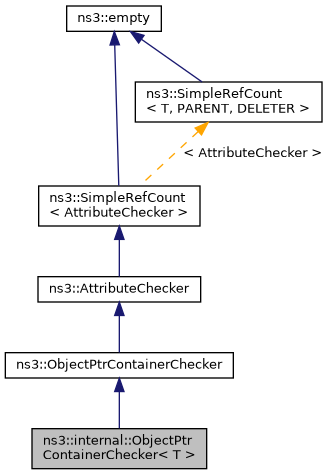 ns3::empty
ns3::SimpleRefCount
< T, PARENT, DELETER >
< AttributeChecker >
ns3::SimpleRefCount
< AttributeChecker >
ns3::AttributeChecker
ns3::ObjectPtrContainerChecker
ns3::internal::ObjectPtr
ContainerChecker< T >